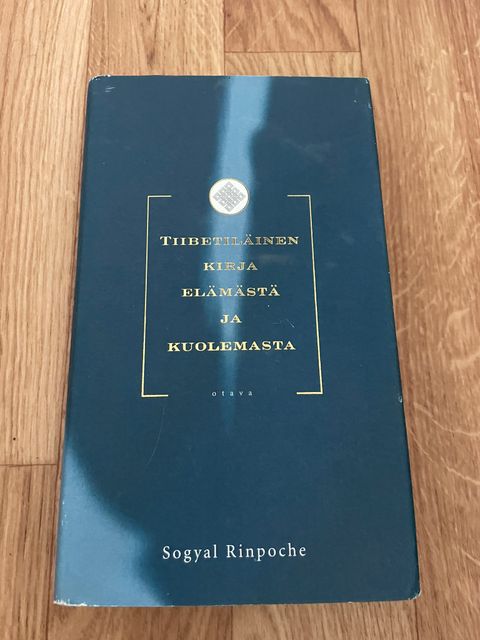 TIIBETILÄINEN
KIRJA
ELÄMÄSTÄ
JA
KUOLEMASTA
otava
Sogyal Rinpoche